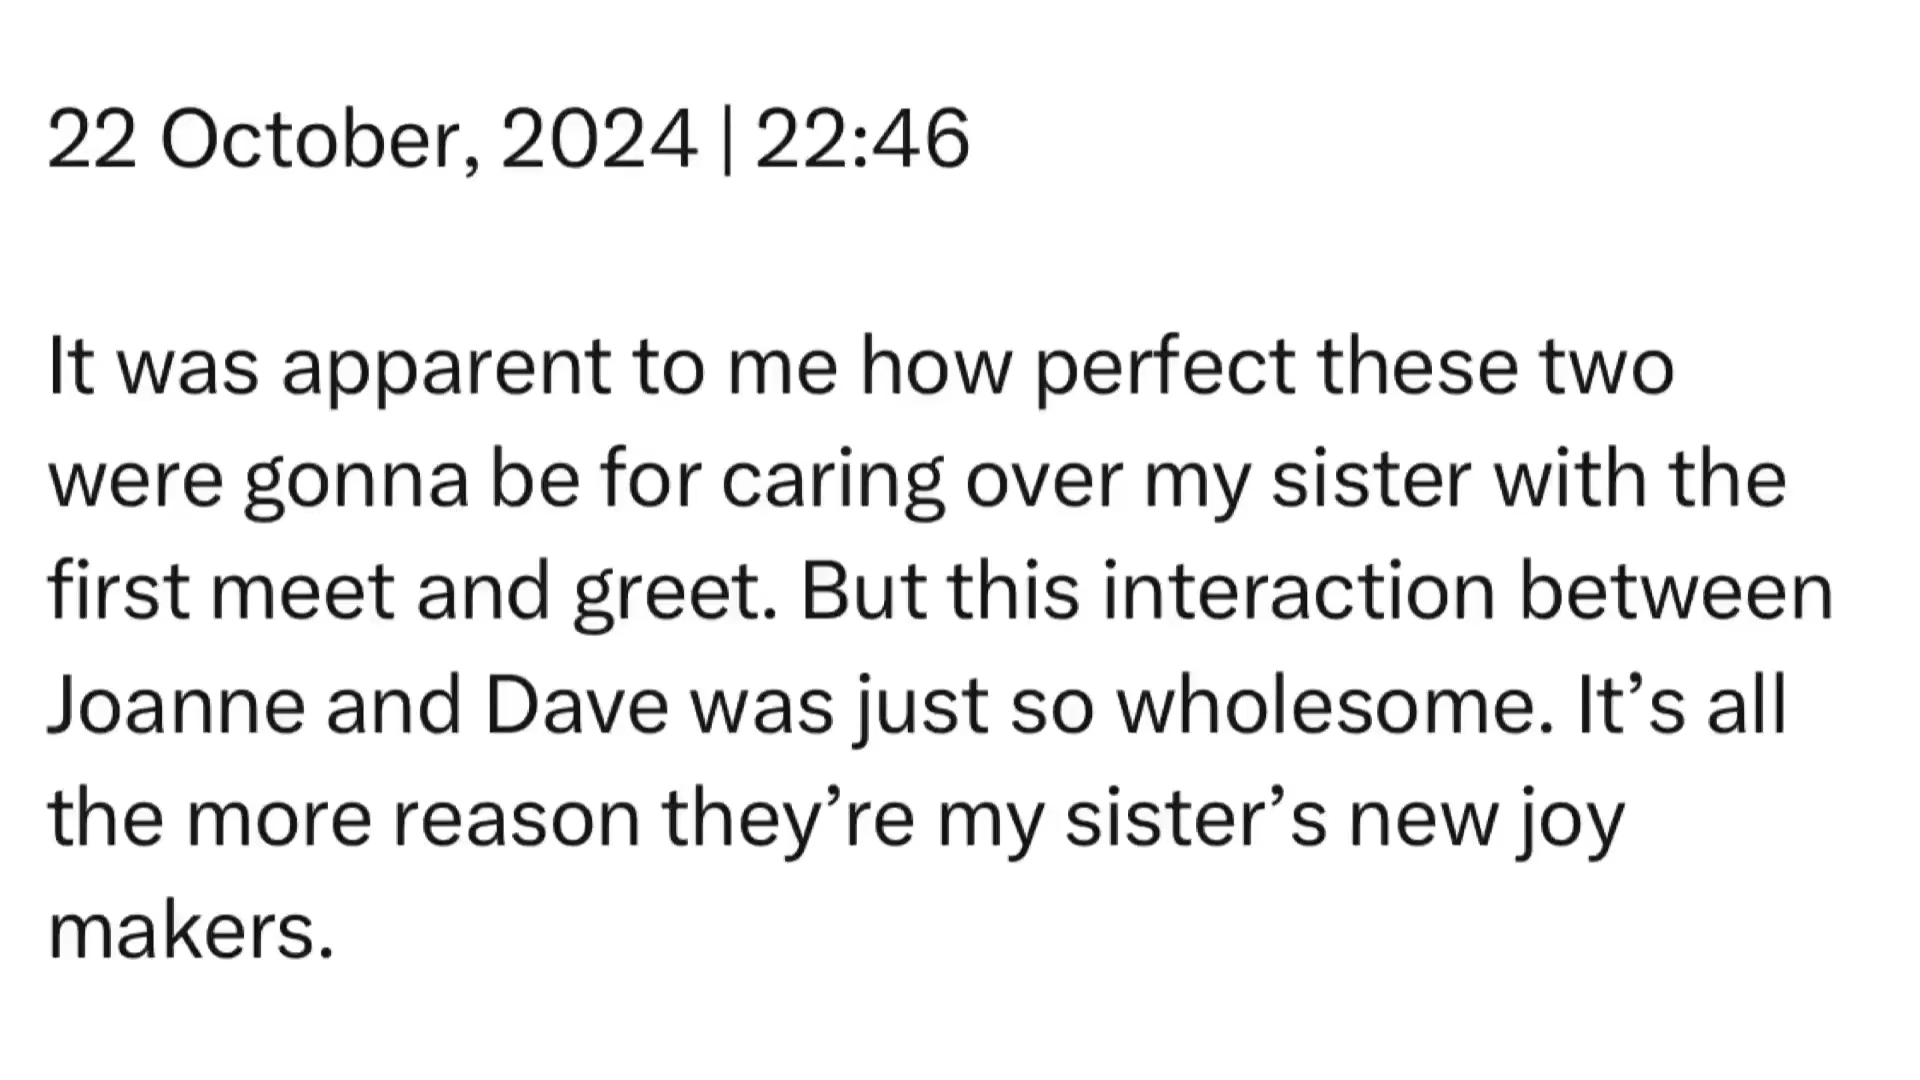 22 October, 2024 | 22:46
It was apparent to me how perfect these two
were gonna be for caring over my sister with the
first meet and greet. But this interaction between
Joanne and Dave was just so wholesome. It’s all
the more reason they’re my sister’s new joy
makers.